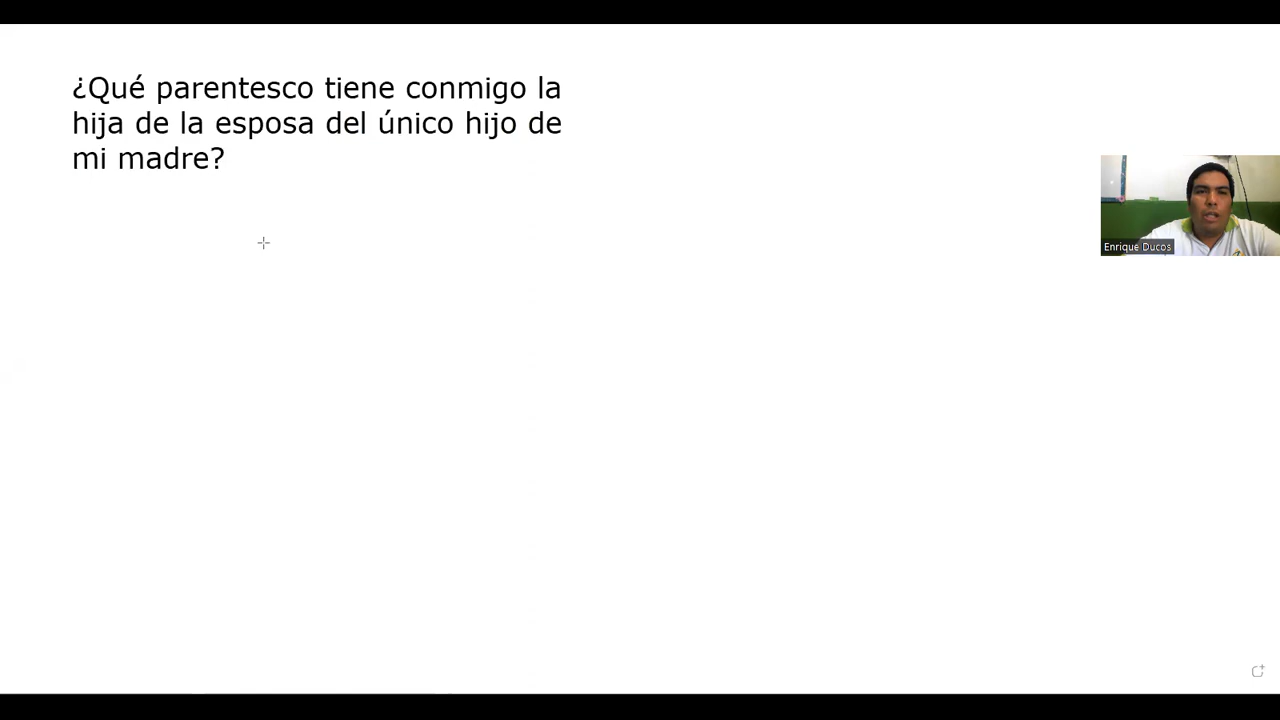 ¿Qué parentesco tiene conmigo la
hija de la esposa del único hijo de
mi madre?
Enrique Ducos